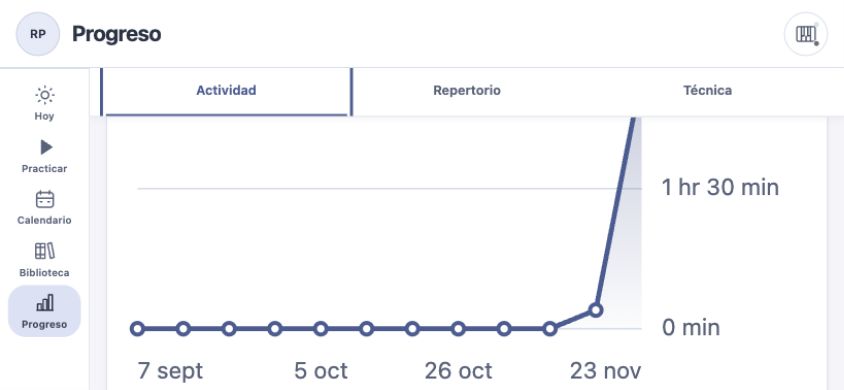 RP
Progreso
Hoy
Practicar
Calendario
Biblioteca
Progreso
Actividad
Repertorio
Técnica
1 hr 30 min
0 min
7 sept
5 oct
26 oct
23 nov